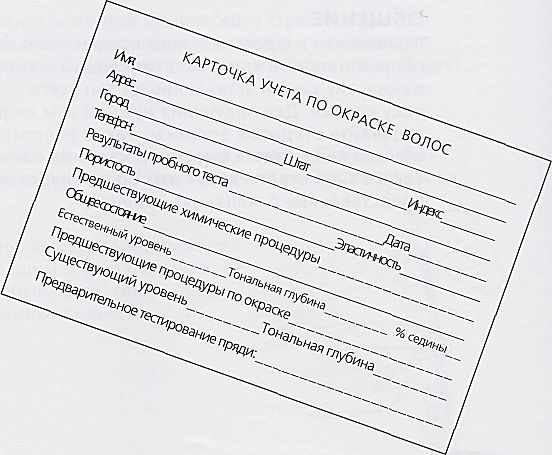 КАРТОЧКА УЧЕТА ПО ОКРАСКЕ ВОЛОС
Имя
Адрес
Город Штат Индекс
Телефон: Дата
Результаты пробного теста
Пористость Эластичность
Предшествующие химические процедуры
Общее состояние
Естественный уровень Тональная глубина % седины
Предшествующие процедуры по окраске
Существующий уровень Тональная глубина
Предварительное тестирование пряди: